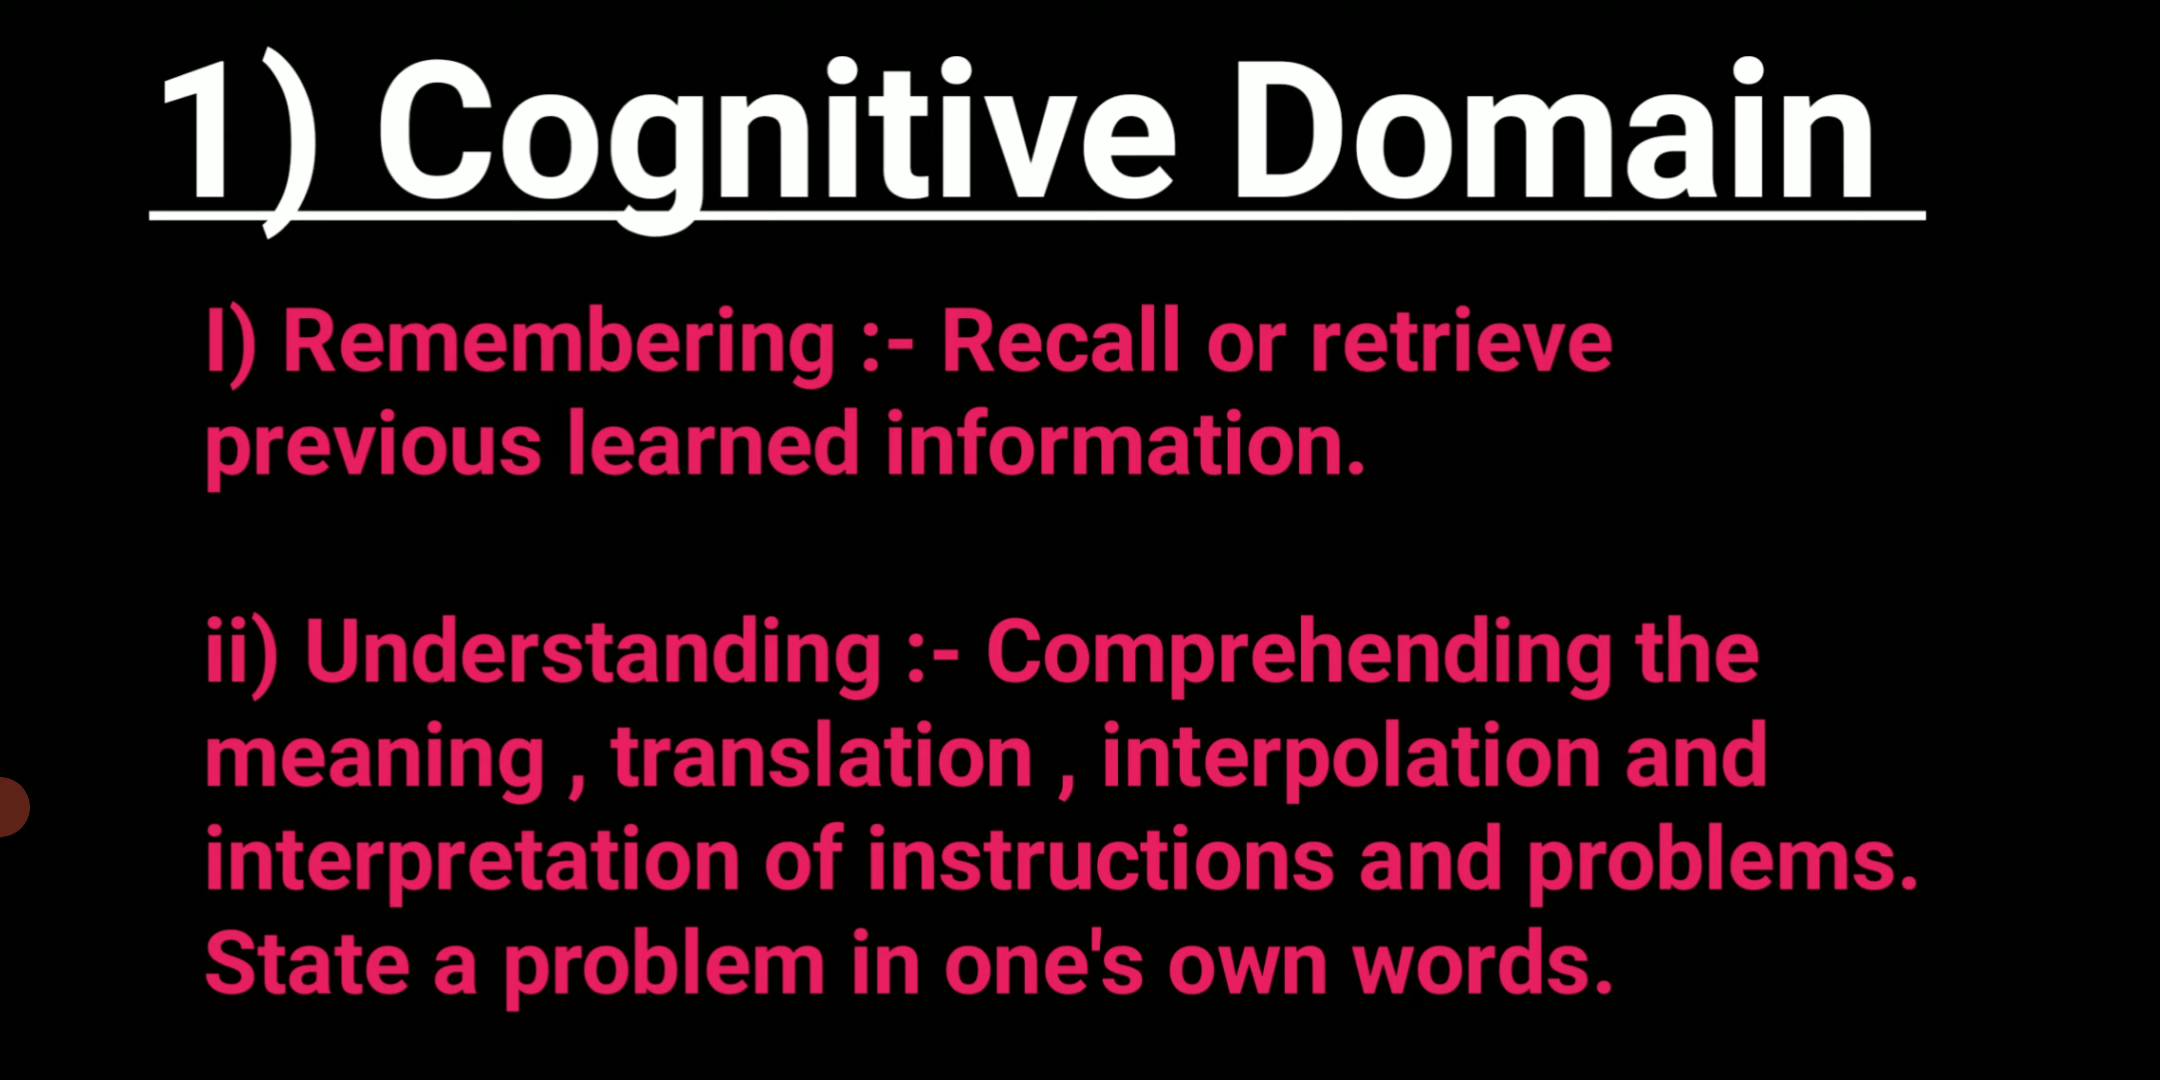 1) Cognitive Domain
I) Remembering :- Recall or retrieve
previous learned information.
ii) Understanding :- Comprehending the
meaning , translation , interpolation and
interpretation of instructions and problems.
State a problem in one's own words.